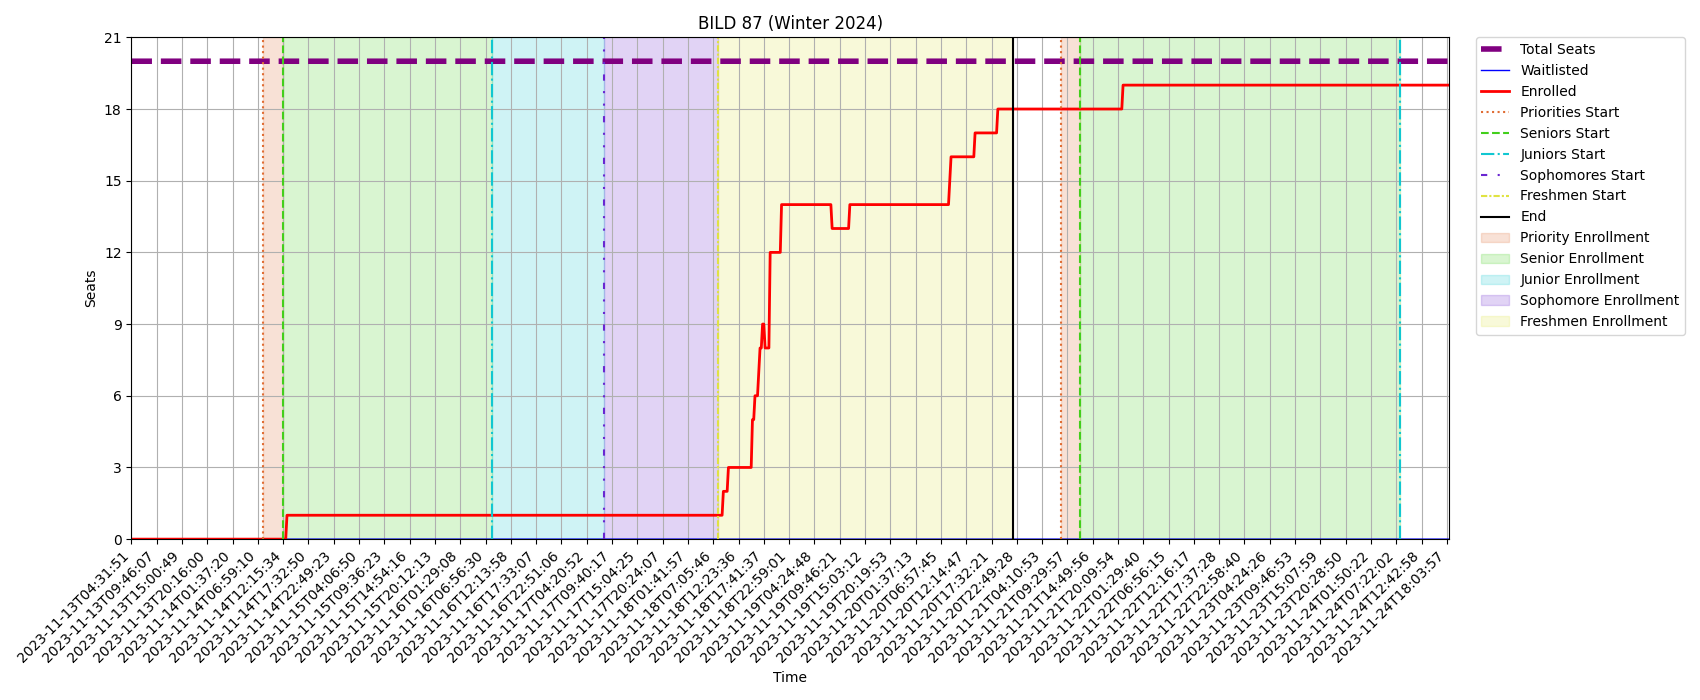 BILD 87 (Winter 2024)
21
18
15
12
9
6
3
0
Seats
2023-11-13T04:31:51
2023-11-13T09:46:07
2023-11-13T15:00:49
2023-11-13T20:16:00
2023-11-14T01:37:20
2023-11-14T06:59:10
2023-11-14T12:15:34
2023-11-14T17:32:50
2023-11-14T22:49:23
2023-11-15T04:06:50
2023-11-15T09:36:23
2023-11-15T14:54:16
2023-11-15T20:12:13
2023-11-16T01:29:08
2023-11-16T06:56:30
2023-11-16T12:13:58
2023-11-16T17:33:07
2023-11-16T22:51:06
2023-11-17T04:20:52
2023-11-17T09:40:17
2023-11-17T15:04:25
2023-11-17T20:24:07
2023-11-18T01:41:57
2023-11-18T07:05:46
2023-11-18T12:23:36
2023-11-18T17:41:37
2023-11-18T22:59:01
2023-11-19T04:24:48
2023-11-19T09:46:21
2023-11-19T15:03:12
2023-11-19T20:19:53
2023-11-20T01:37:13
2023-11-20T06:57:45
2023-11-20T12:14:47
2023-11-20T17:32:21
2023-11-20T22:49:28
2023-11-21T04:10:53
2023-11-21T09:29:57
2023-11-21T14:49:56
2023-11-21T20:09:54
2023-11-22T01:29:40
2023-11-22T06:56:15
2023-11-22T12:16:17
2023-11-22T17:37:28
2023-11-22T22:58:40
2023-11-23T04:24:26
2023-11-23T09:46:53
2023-11-23T15:07:59
2023-11-23T20:28:50
2023-11-24T01:50:22
2023-11-24T07:22:02
2023-11-24T12:42:58
2023-11-24T18:03:57
Time
Total Seats
Waitlisted
Enrolled
Priorities Start
Seniors Start
Juniors Start
Sophomores Start
Freshmen Start
End
Priority Enrollment
Senior Enrollment
Junior Enrollment
Sophomore Enrollment
Freshmen Enrollment